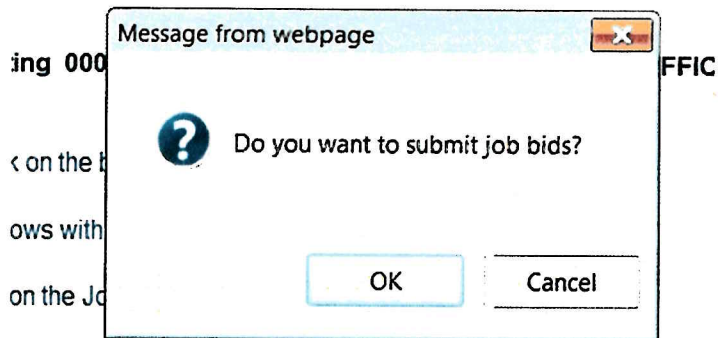 Message from webpage
ing 000
FFIC
Do you want to submit job bids?
on the
ows with
on the
OK
Cancel